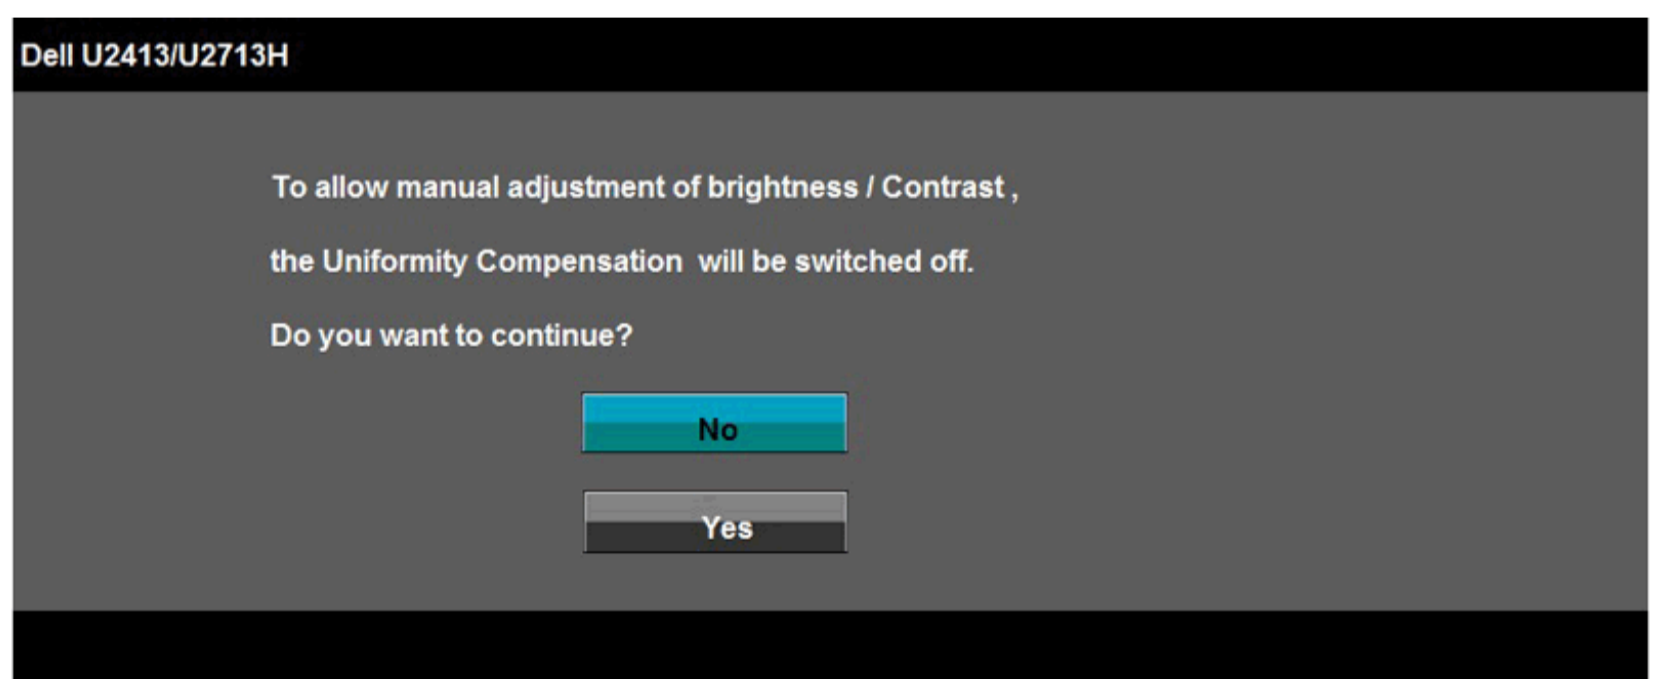 Dell U2413/U2713H
To allow manual adjustment of brightness / Contrast ,
the Uniformity Compensation  will be switched off.
Do you want to continue?
No
Yes